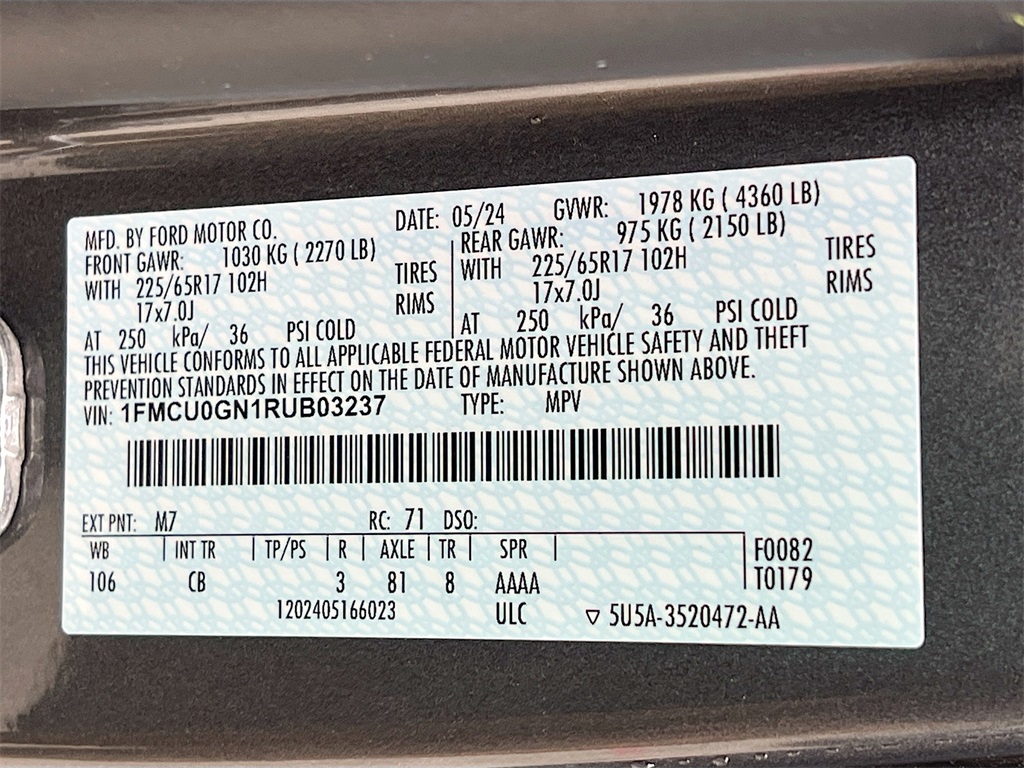 MFD. BY FORD MOTOR CO. DATE: 05/24 GVWR: 1978 KG ( 4360 LB)
FRONT GAWR: 1030 KG ( 2270 LB) REAR GAWR: 975 KG ( 2150 LB)
WITH 225/65R17 102H TIRES WITH 225/65R17 102H TIRES
17x7.0J RIMS 17x7.0J RIMS
AT 250 kPa/ 36 PSI COLD AT 250 kPa/ 36 PSI COLD
THIS VEHICLE CONFORMS TO ALL APPLICABLE FEDERAL MOTOR VEHICLE SAFETY AND THEFT
PREVENTION STANDARDS IN EFFECT ON THE DATE OF MANUFACTURE SHOWN ABOVE.
VIN: 1FMCU0GN1RUB03237 TYPE: MPV
EXT PNT: M7 RC: 71 DSO:
WB INT TR TP/PS R AXLE TR SPR F0082
106 CB 3 81 8 AAAA T0179
1202405166023 ULC ▽ 5U5A-3520472-AA